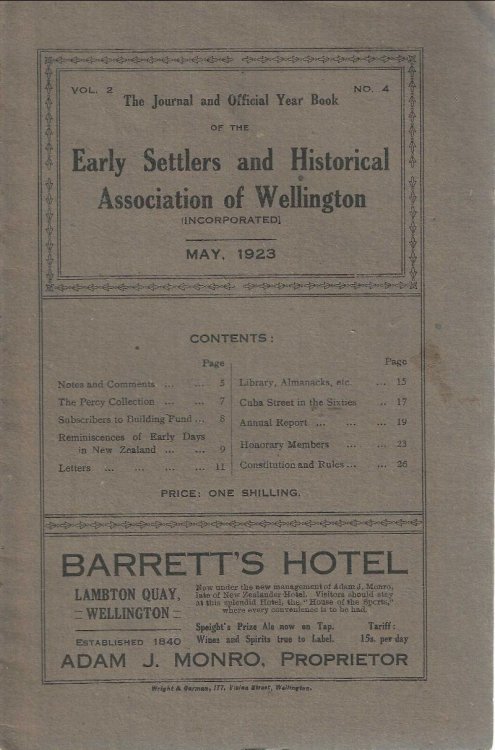 VOL. 2
NO. 4
The Journal and Official Year Book
OF THE
Early Settlers and Historical
Association of Wellington
(INCORPORATED)
MAY, 1923
CONTENTS:
Page
Notes and Comments ... ... 5
The Percy Collection ... ... 7
Subscribers to Building Fund ... 8
Reminiscences of Early Days
in New Zealand ... ... 9
Letters ... ... ... ... 11
Page
Library, Almanacks, etc. ... 15
Cuba Street in the Sixties .. 17
Annual Report ... ... ... 19
Honorary Members ... ... 23
Constitution and Rules ... ... 26
PRICE: ONE SHILLING.
BARRETT'S HOTEL
LAMBTON QUAY,
WELLINGTON
ESTABLISHED 1840
Now under the new management of Adam J. Monro,
late of New Zealander Hotel. Visitors should stay
at this splendid Hotel, the "House of the Sports,"
where every convenience is to be had.
Speight's Prize Ale now on Tap. Tariff:
Wines and Spirits true to Label. 15s. per day
ADAM J. MONRO, PROPRIETOR
Wright & Garman, 177, Vivian Street, Wellington.